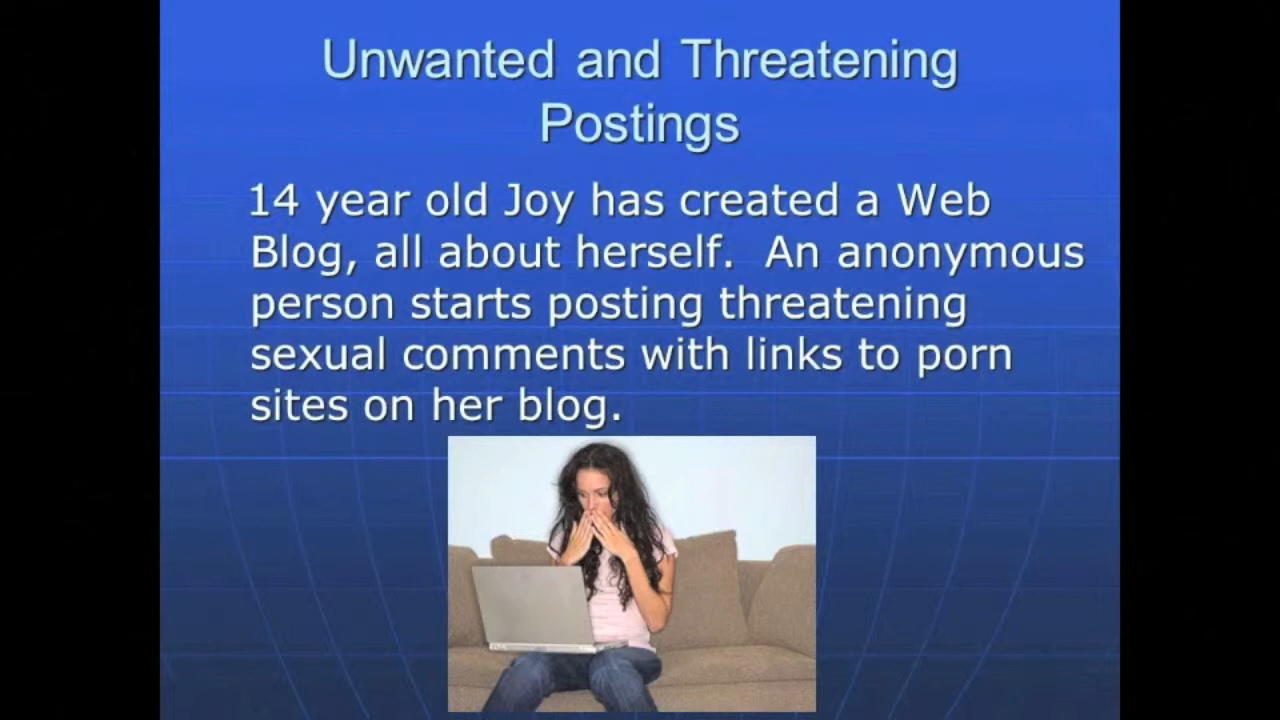 Unwanted and Threatening
Postings
14 year old Joy has created a Web
Blog, all about herself.  An anonymous
person starts posting threatening
sexual comments with links to porn
sites on her blog.